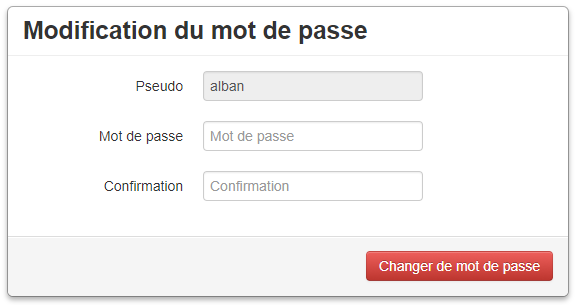 Modification du mot de passe
Pseudo alban
Mot de passe Mot de passe
Confirmation Confirmation
Changer de mot de passe